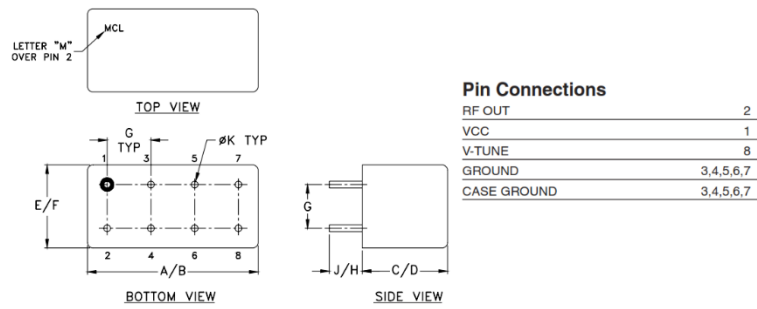 MCL
LETTER "M"
OVER PIN 2
TOP VIEW
G
TYP
øK TYP
1 3 5 7
E/F
G
2 4 6 8
A/B
J/H C/D
BOTTOM VIEW
SIDE VIEW
Pin Connections
RF OUT 2
VCC 1
V-TUNE 8
GROUND 3,4,5,6,7
CASE GROUND 3,4,5,6,7